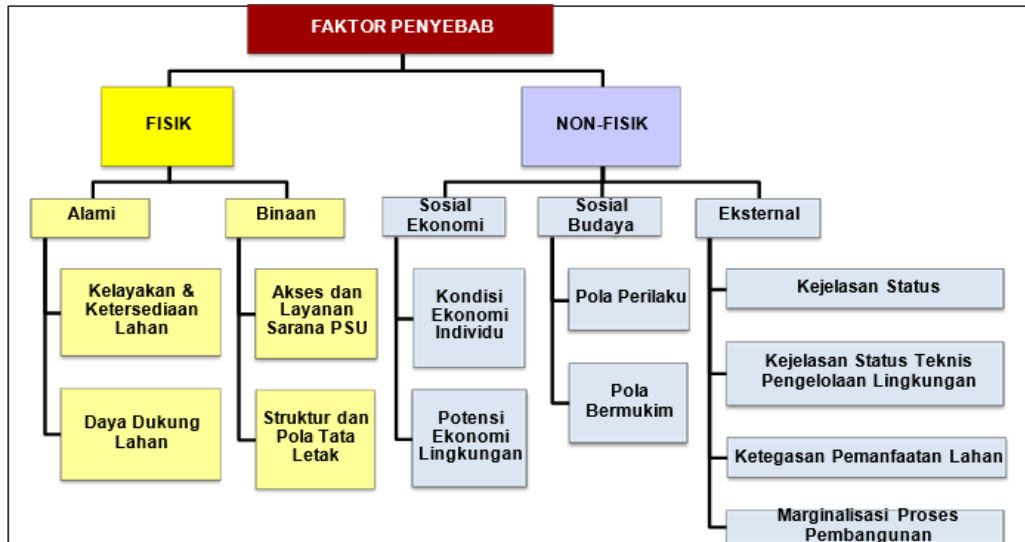 FAKTOR PENYEBAB
FISIK
NON-FISIK
Alami
Binaan
Sosial
Ekonomi
Sosial
Budaya
Eksternal
Kelayakan &
Ketersediaan
Lahan
Daya Dukung
Lahan
Akses dan
Layanan
Sarana PSU
Struktur dan
Pola Tata
Letak
Kondisi
Ekonomi
Individu
Potensi
Ekonomi
Lingkungan
Pola Perilaku
Pola
Bermukim
Kejelasan Status
Kejelasan Status Teknis
Pengelolaan Lingkungan
Ketegasan Pemanfaatan Lahan
Marginalisasi Proses
Pembangunan